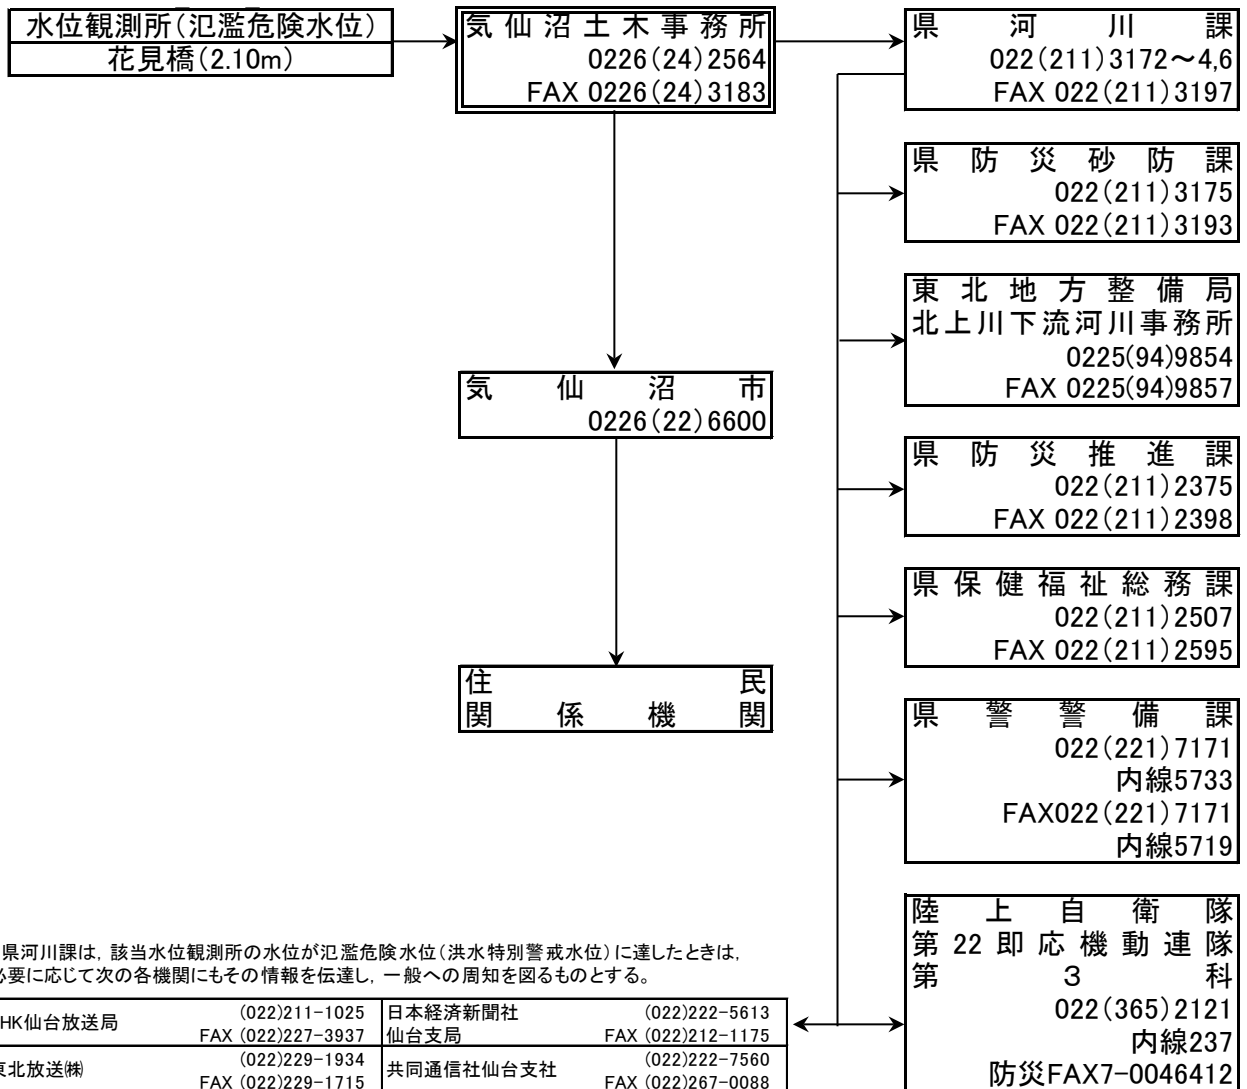 水位観測所(氾濫危険水位)
花見橋(2.10m)
気仙沼土木事務所
0226(24)2564
FAX 0226(24)3183
県河川課
022(211)3172～4,6
FAX 022(211)3197
県防災砂防課
022(211)3175
FAX 022(211)3193
東北地方整備局
北上川下流河川事務所
0225(94)9854
FAX 0225(94)9857
気仙沼市
0226(22)6600
県防災推進課
022(211)2375
FAX 022(211)2398
県保健福祉総務課
022(211)2507
FAX 022(211)2595
住民
関係機関
県警警備課
022(221)7171
内線5733
FAX022(221)7171
内線5719
陸上自衛隊
第22即応機動連隊
第3科
022(365)2121
内線237
防災FAX7-0046412
県河川課は, 該当水位観測所の水位が氾濫危険水位(洪水特別警戒水位)に達したときは,
必要に応じて次の各機関にもその情報を伝達し, 一般への周知を図るものとする。
HK仙台放送局
(022)211-1025
FAX (022)227-3937
日本経済新聞社
仙台支局
(022)222-5613
FAX (022)212-1175
東北放送㈱
(022)229-1934
FAX (022)229-1715
共同通信社仙台支社
(022)222-7560
FAX (022)267-0088